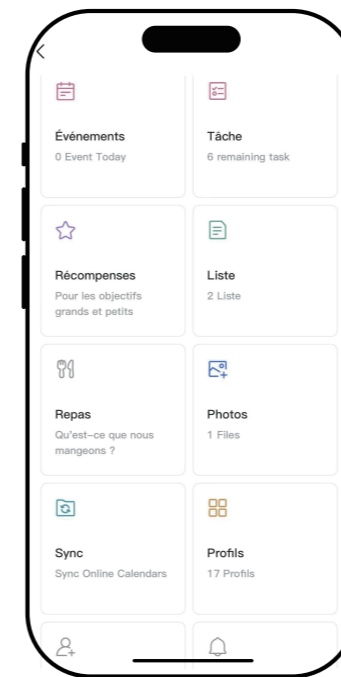 Événements
0 Event Today
Tâche
6 remaining task
Récompenses
Pour les objectifs
grands et petits
Liste
2 Liste
Repas
Qu'est-ce que nous
mangeons ?
Photos
1 Files
Sync
Sync Online Calendars
Profils
17 Profils